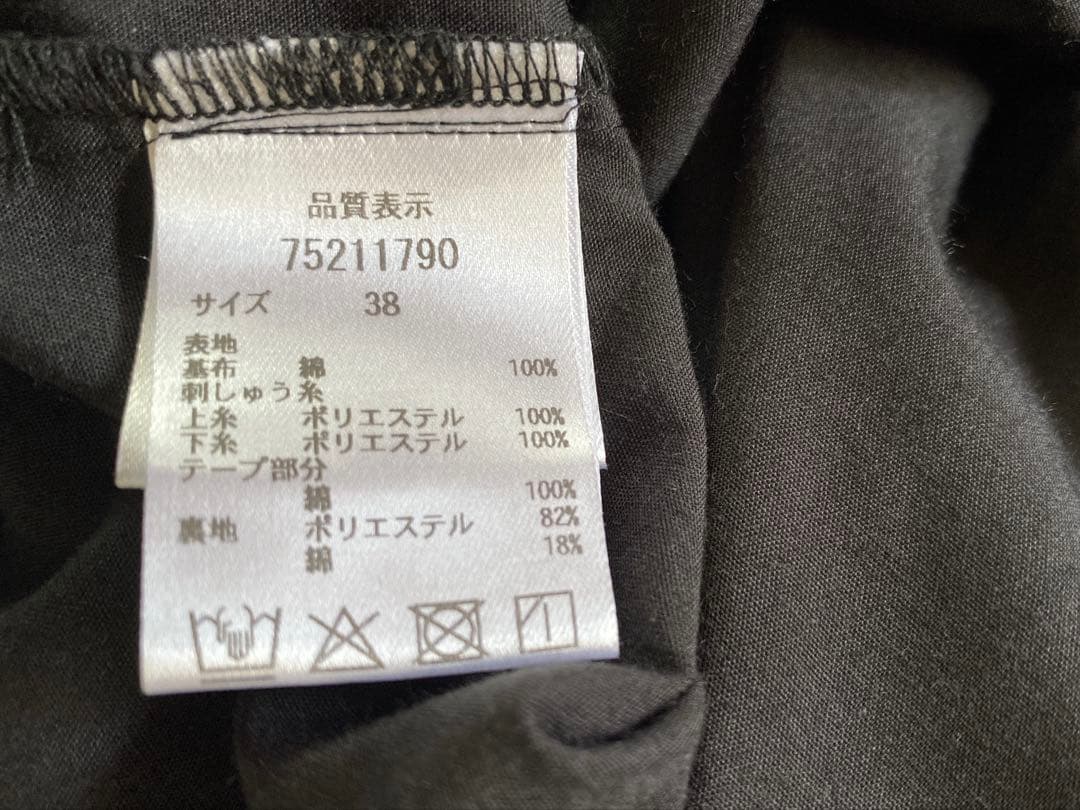 品質表示
75211790
サイズ 38
表地
基布 綿 100%
刺しゅう糸
上糸 ポリエステル 100%
下糸 ポリエステル 100%
テープ部分
綿 100%
裏地 ポリエステル 82%
綿 18%